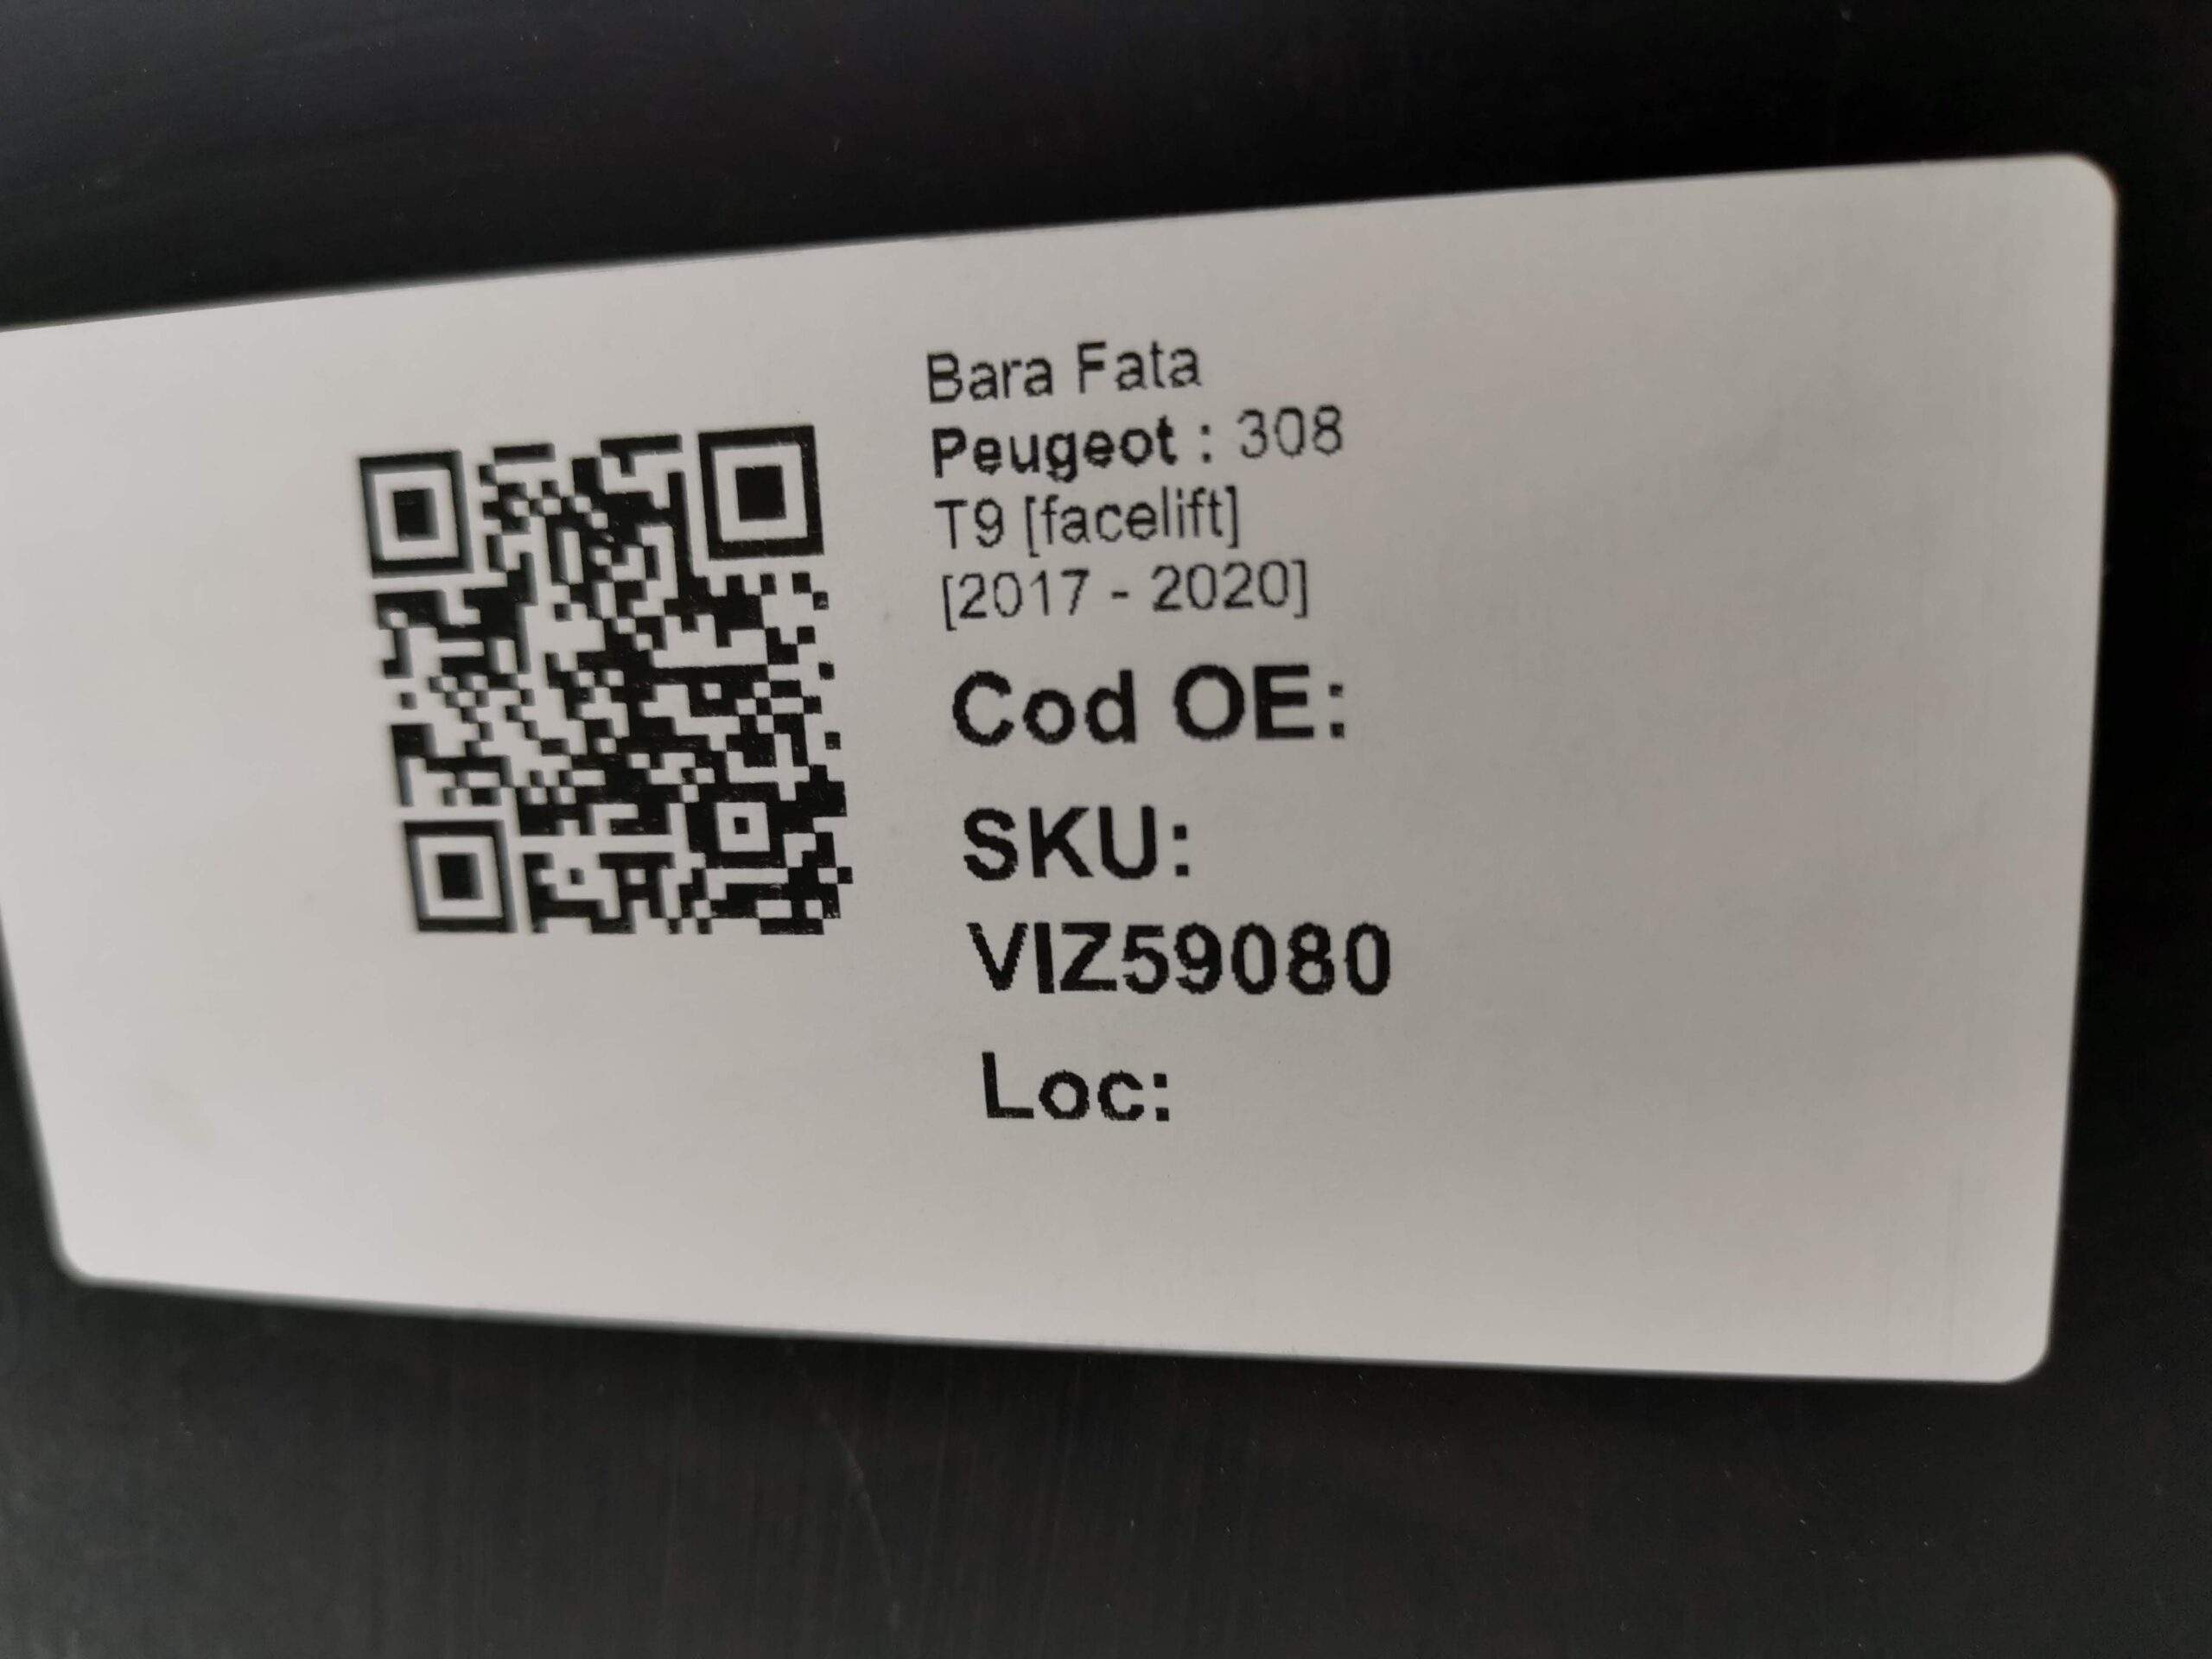 Bara Fata
Peugeot : 308
T9 [facelift]
[2017 - 2020]
Cod OE:
SKU:
VIZ59080
Loc: